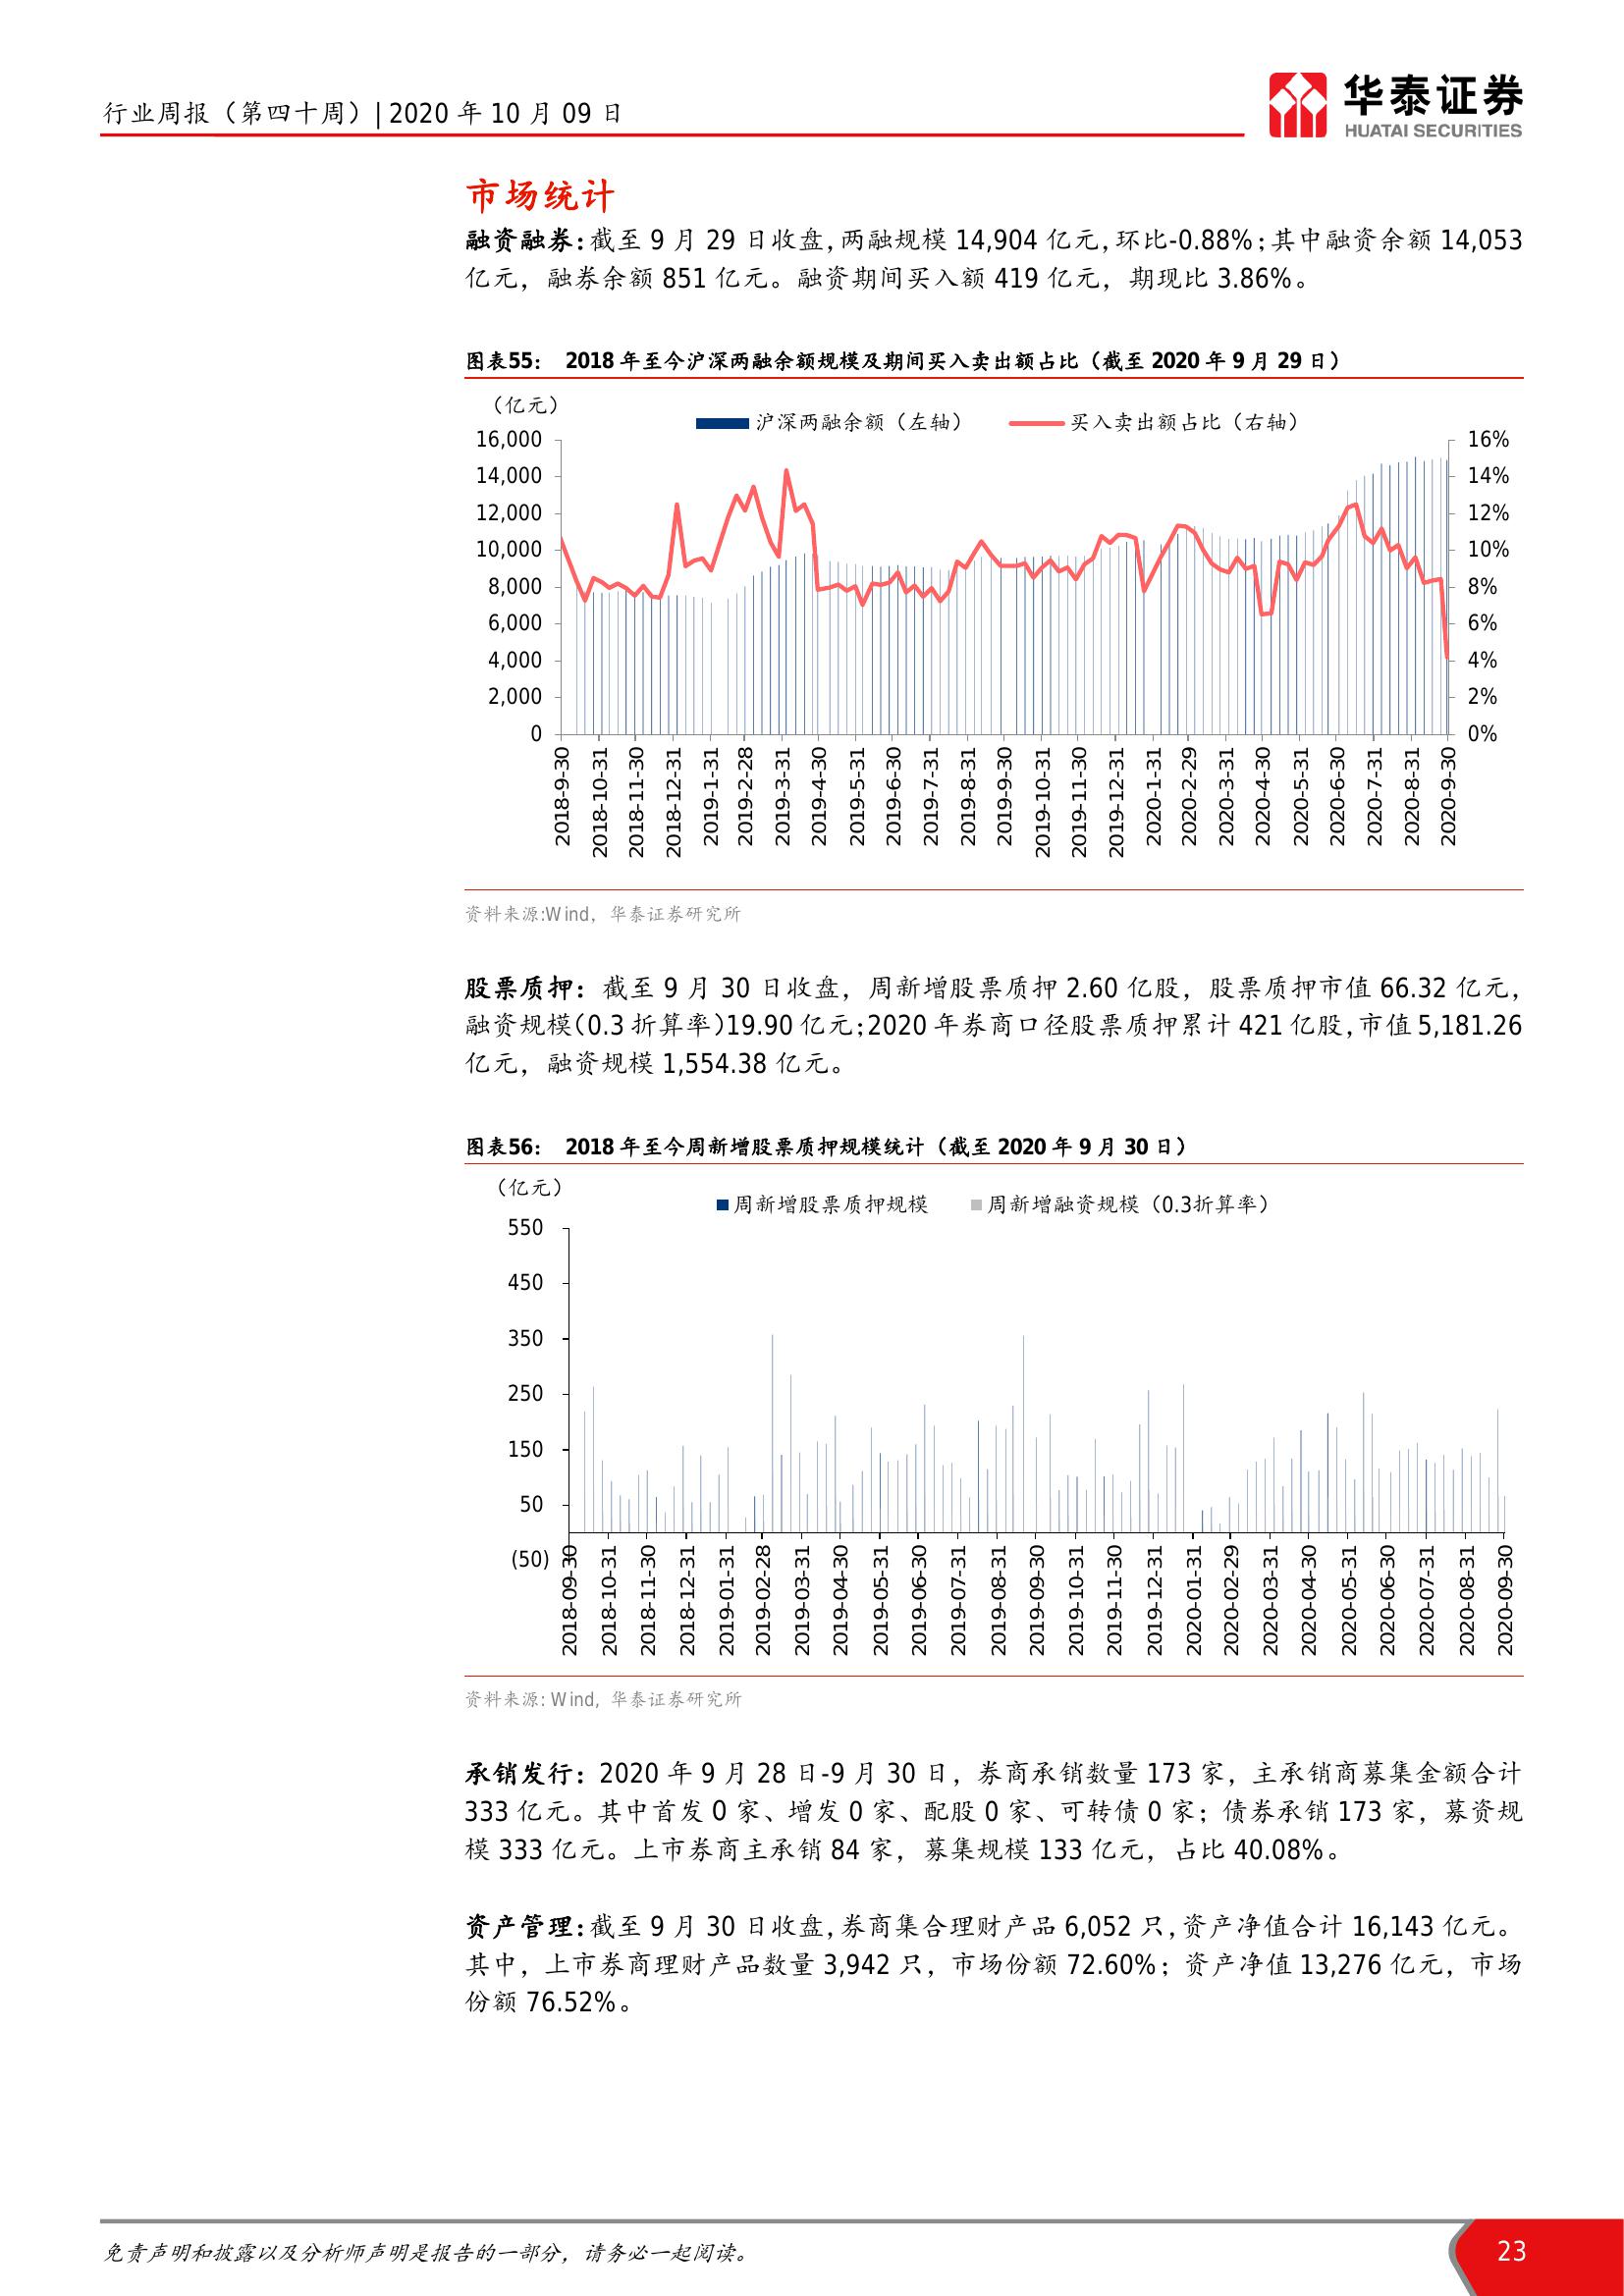 行业周报（第四十周）| 2020 年 10 月 09 日
华泰证券
HUATAI SECURITIES
市场统计
融资融券：截至 9 月 29 日收盘，两融规模 14,904 亿元，环比-0.88%；其中融资余额 14,053
亿元，融券余额 851 亿元。融资期间买入额 419 亿元，期现比 3.86%。
图表55： 2018 年至今沪深两融余额规模及期间买入卖出额占比（截至 2020 年 9 月 29 日）
（亿元）
沪深两融余额（左轴） 买入卖出额占比（右轴）
16,000 16%
14,000 14%
12,000 12%
10,000 10%
8,000 8%
6,000 6%
4,000 4%
2,000 2%
0 0%
2018-9-30 2018-10-31 2018-11-30 2018-12-31 2019-1-31 2019-2-28 2019-3-31 2019-4-30 2019-5-31 2019-6-30 2019-7-31 2019-8-31 2019-9-30 2019-10-31 2019-11-30 2019-12-31 2020-1-31 2020-2-29 2020-3-31 2020-4-30 2020-5-31 2020-6-30 2020-7-31 2020-8-31 2020-9-30
资料来源:Wind，华泰证券研究所
股票质押：截至 9 月 30 日收盘，周新增股票质押 2.60 亿股，股票质押市值 66.32 亿元，
融资规模（0.3 折算率）19.90 亿元；2020 年券商口径股票质押累计 421 亿股，市值 5,181.26
亿元，融资规模 1,554.38 亿元。
图表56： 2018 年至今周新增股票质押规模统计（截至 2020 年 9 月 30 日）
（亿元）
周新增股票质押规模 周新增融资规模（0.3折算率）
550
450
350
250
150
50
(50)
2018-09-30 2018-10-31 2018-11-30 2018-12-31 2019-01-31 2019-02-28 2019-03-31 2019-04-30 2019-05-31 2019-06-30 2019-07-31 2019-08-31 2019-09-30 2019-10-31 2019-11-30 2019-12-31 2020-01-31 2020-02-29 2020-03-31 2020-04-30 2020-05-31 2020-06-30 2020-07-31 2020-08-31 2020-09-30
资料来源: Wind，华泰证券研究所
承销发行：2020 年 9 月 28 日-9 月 30 日，券商承销数量 173 家，主承销商募集金额合计
333 亿元。其中首发 0 家、增发 0 家、配股 0 家、可转债 0 家；债券承销 173 家，募资规
模 333 亿元。上市券商主承销 84 家，募集规模 133 亿元，占比 40.08%。
资产管理：截至 9 月 30 日收盘，券商集合理财产品 6,052 只，资产净值合计 16,143 亿元。
其中，上市券商理财产品数量 3,942 只，市场份额 72.60%；资产净值 13,276 亿元，市场
份额 76.52%。
免责声明和披露以及分析师声明是报告的一部分，请务必一起阅读。
23